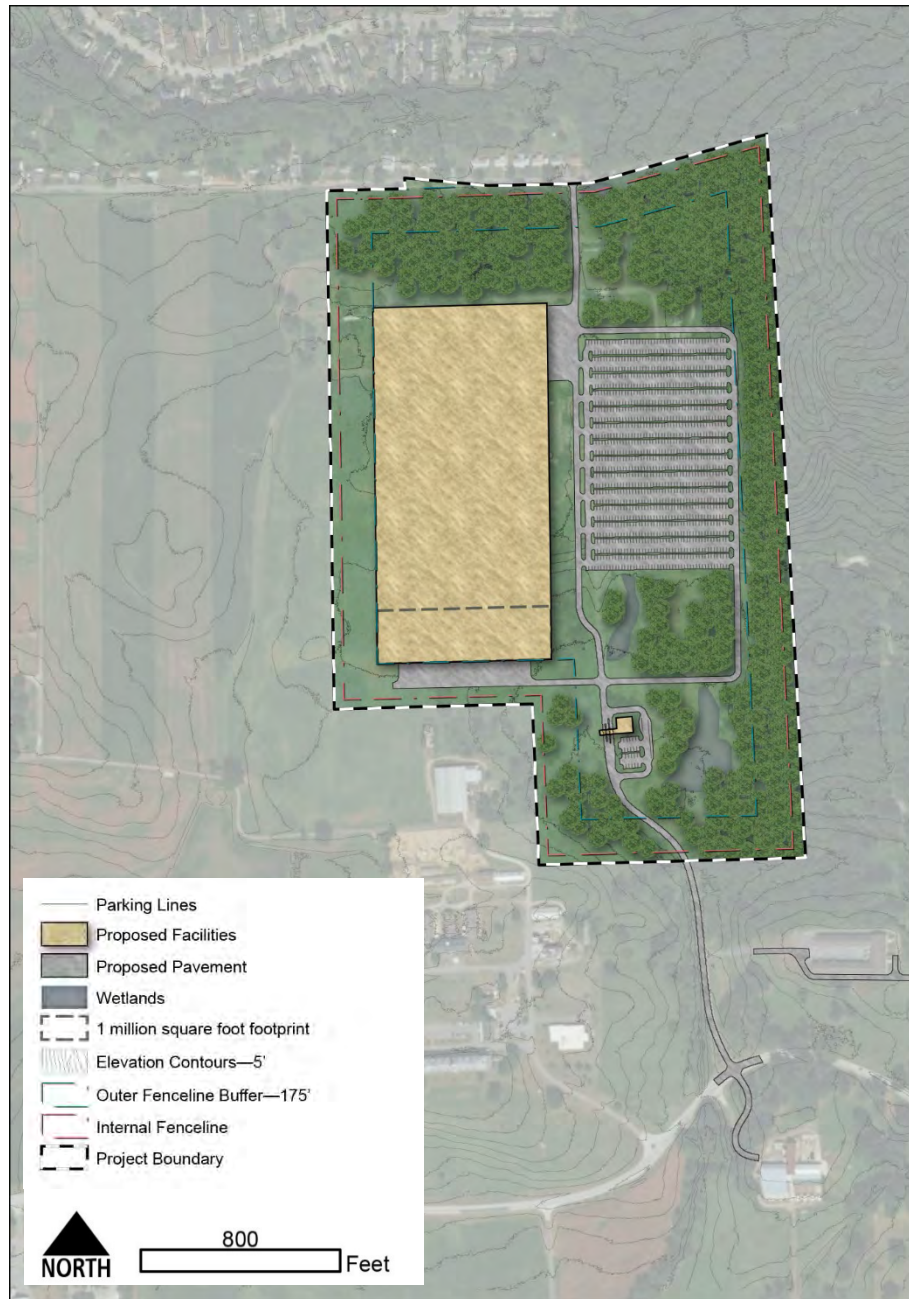 Parking Lines
Proposed Facilities
Proposed Pavement
Wetlands
1 million square foot footprint
Elevation Contours—5'
Outer Fenceline Buffer—175'
Internal Fenceline
Project Boundary
NORTH
800
Feet